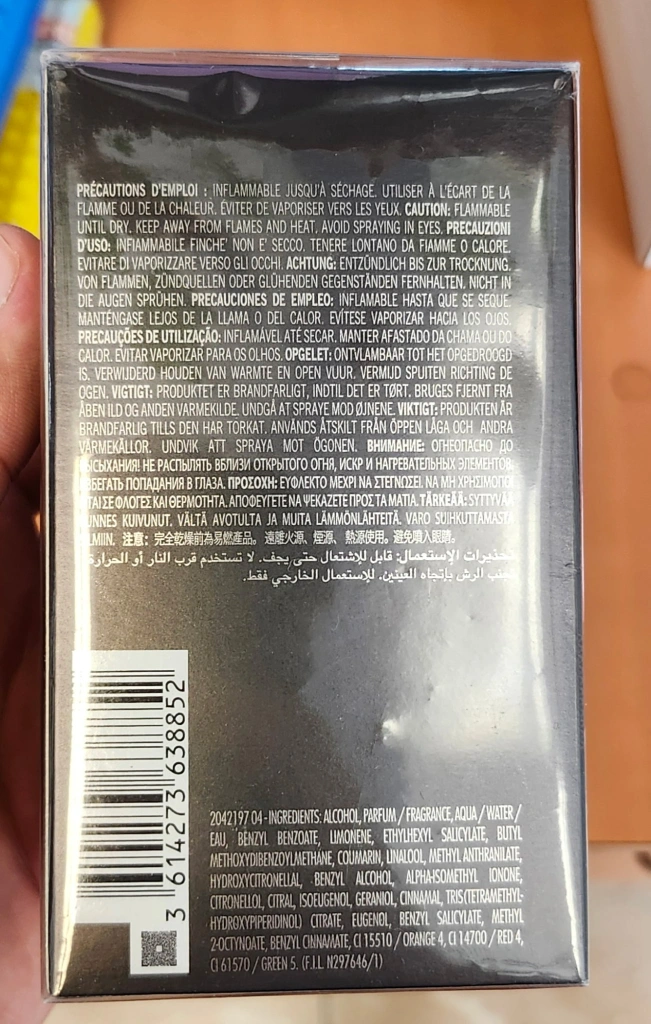 PRÉCAUTIONS D'EMPLOI : INFLAMMABLE JUSQU'À SÉCHAGE. UTILISER À L'ÉCART DE LA
FLAMME OU DE LA CHALEUR. ÉVITER DE VAPORISER VERS LES YEUX. CAUTION: FLAMMABLE
UNTIL DRY. KEEP AWAY FROM FLAMES AND HEAT, AVOID SPRAYING IN EYES. PRECAUZIONI
D'USO: INFIAMMABILE FINCHE' NON E' SECCO. TENERE LONTANO DA FIAMME O CALORE.
EVITARE DI VAPORIZZARE VERSO GLI OCCHI. ACHTUNG: ENTZÜNDLICH BIS ZUR TROCKNUNG.
VON FLAMMEN, ZÜNDQUELLEN ODER GLÜHENDEN GEGENSTÄNDEN FERNHALTEN. NICHT IN
DIE AUGEN SPRÜHEN. PRECAUCIONES DE EMPLEO: INFLAMABLE HASTA QUE SE SEQUE.
MANTÉNGASE LEJOS DE LA LLAMA O DEL CALOR. EVÍTESE VAPORIZAR HACIA LOS OJOS.
PRECAUÇÕES DE UTILIZAÇÃO: INFLAMÁVEL ATÉ SECAR. MANTER AFASTADO DA CHAMA OU DO
CALOR. EVITAR VAPORIZAR PARA OS OLHOS. OPGELET: ONTVLAMBAAR TOT HET OPGEDROOGD
IS. VERWIJDERD HOUDEN VAN WARMTE EN OPEN VUUR. VERMIJD SPUITEN RICHTING DE
OGEN. VIGTIGT: PRODUKTET ER BRANDFARLIGT, INDTIL DET ER TØRT. BRUGES FJERNT FRA
ÅBEN ILD OG ANDEN VARMEKILDE. UNDGÅ AT SPRAYE MOD ØJNENE. VIKTIGT: PRODUKTEN ÄR
BRANDFARLIG TILLS DEN HAR TORKAT. ANVÄNDS ÅTSKILT FRÅN ÖPPEN LÅGA OCH ANDRA
VÄRMEKÄLLOR. UNDVIK ATT SPRAYA MOT ÖGONEN. ВНИМАНИЕ: ОГНЕОПАСНО ДО
ВЫСЫХАНИЯ! НЕ РАСПЫЛЯТЬ ВБЛИЗИ ОТКРЫТОГО ОГНЯ, ИСКР И НАГРЕВАТЕЛЬНЫХ ЭЛЕМЕНТОВ.
ИЗБЕГАТЬ ПОПАДАНИЯ В ГЛАЗА. ΠΡΟΣΟΧΗ: ΕΥΦΛΕΚΤΟ ΜΕΧΡΙ ΝΑ ΣΤΕΓΝΩΣΕΙ. ΝΑ ΜΗ ΧΡΗΣΙΜΟΠΟΙ
ΕΙΤΑΙ ΣΕ ΦΛΟΓΕΣ ΚΑΙ ΘΕΡΜΟΤΗΤΑ. ΑΠΟΦΕΥΓΕΤΕ ΝΑ ΨΕΚΑΖΕΤΕ ΠΡΟΣ ΤΑ ΜΑΤΙΑ. TÄRKEÄÄ: SYTTYVÄÄ
KUNNES KUIVUNUT. VÄLTÄ AVOTULTA JA MUITA LÄMMÖNLÄHTEITÄ. VARO SUIHKUTTAMASTA
SILMIIN. 注意: 完全乾燥前為易燃產品。 遠離火源、煙源、熱源使用。避免噴入眼睛。
تحذيرات الإستعمال: قابل للإشتعال حتى يجف. لا تستخدم قرب النار أو الحرارة.
تجنب الرش بإتجاه العينين. للإستعمال الخارجي فقط.
3 614273 638852
2042197 04 - INGREDIENTS: ALCOHOL, PARFUM / FRAGRANCE, AQUA / WATER /
EAU, BENZYL BENZOATE, LIMONENE, ETHYLHEXYL SALICYLATE, BUTYL
METHOXYDIBENZOYLMETHANE, COUMARIN, LINALOOL, METHYL ANTHRANILATE,
HYDROXYCITRONELLAL, BENZYL ALCOHOL, ALPHA-ISOMETHYL IONONE,
CITRONELLOL, CITRAL, ISOEUGENOL, GERANIOL, CINNAMAL, TRIS(TETRAMETHYL-
HYDROXYPIPERIDINOL) CITRATE, EUGENOL, BENZYL SALICYLATE, METHYL
2-OCTYNOATE, BENZYL CINNAMATE, CI 15510 / ORANGE 4, CI 14700 / RED 4,
CI 61570 / GREEN 5. (F.I.L N297646/1)